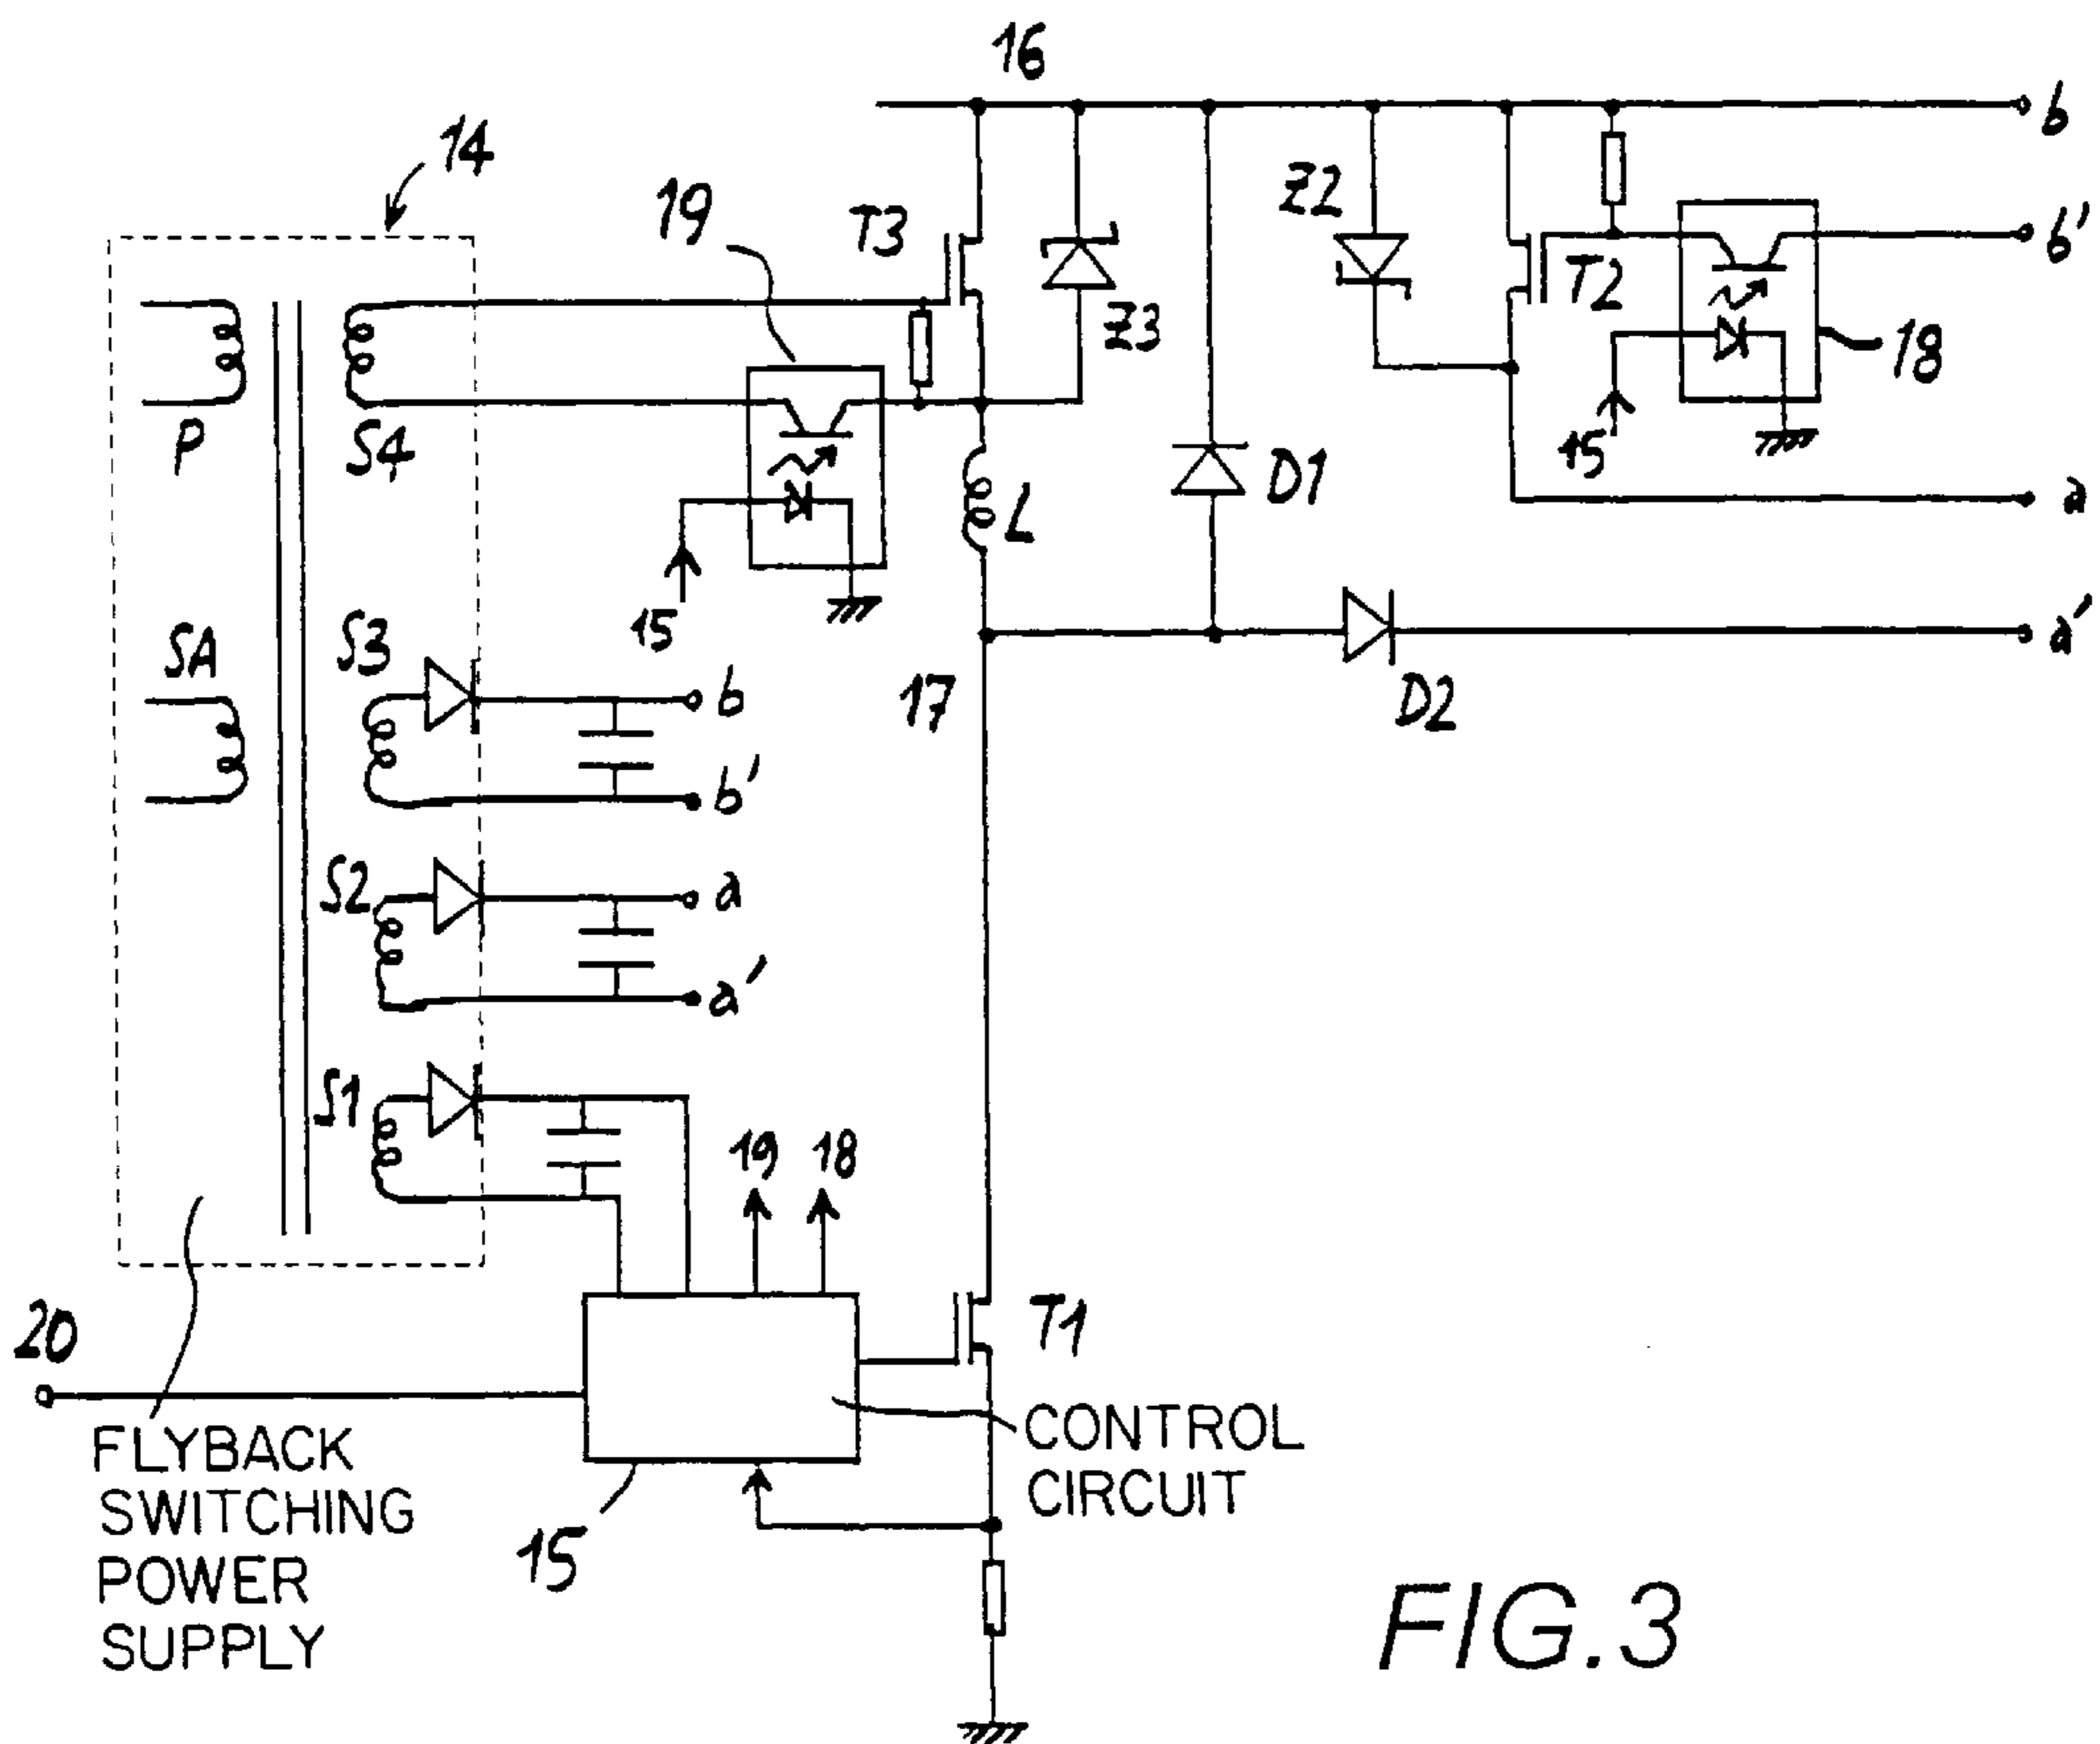 16
b
14
Z2
19
T3
b'
T2
Z3
18
P
S4
15
D1
a
L
15
a'
SA
S3
b
17
D2
b'
S2
a
a'
S1
19
18
20
T1
FLYBACK
SWITCHING
POWER
SUPPLY
CONTROL
CIRCUIT
15
FIG.3